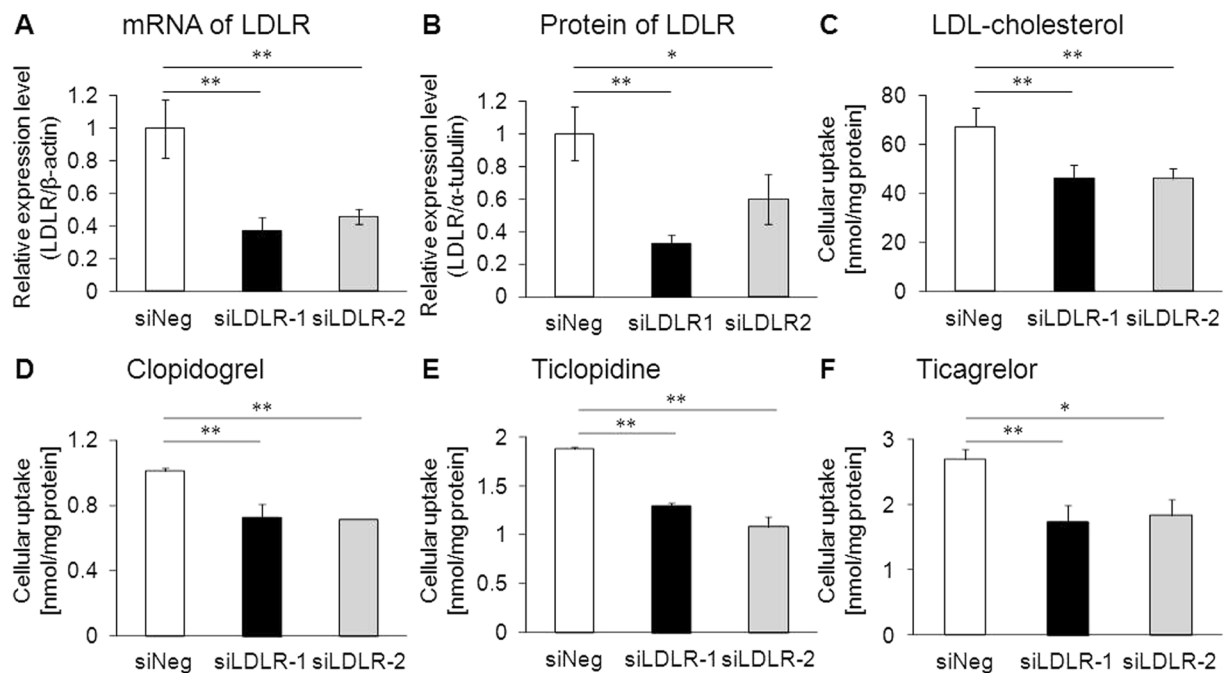 A mRNA of LDLR
**
**
Relative expression level
(LDLR/β-actin)
1.2
1
0.8
0.6
0.4
0.2
0
siNeg siLDLR-1 siLDLR-2
B Protein of LDLR
*
**
Relative expression level
(LDLR/α-tubulin)
1.2
1
0.8
0.6
0.4
0.2
0
siNeg siLDLR1 siLDLR2
C LDL-cholesterol
**
**
Cellular uptake
[nmol/mg protein]
80
60
40
20
0
siNeg siLDLR-1 siLDLR-2
D Clopidogrel
**
**
Cellular uptake
[nmol/mg protein]
1.2
0.8
0.4
0
siNeg siLDLR-1 siLDLR-2
E Ticlopidine
**
**
Cellular uptake
[nmol/mg protein]
2
1.5
1
0.5
0
siNeg siLDLR-1 siLDLR-2
F Ticagrelor
*
**
Cellular uptake
[nmol/mg protein]
3
2
1
0
siNeg siLDLR-1 siLDLR-2